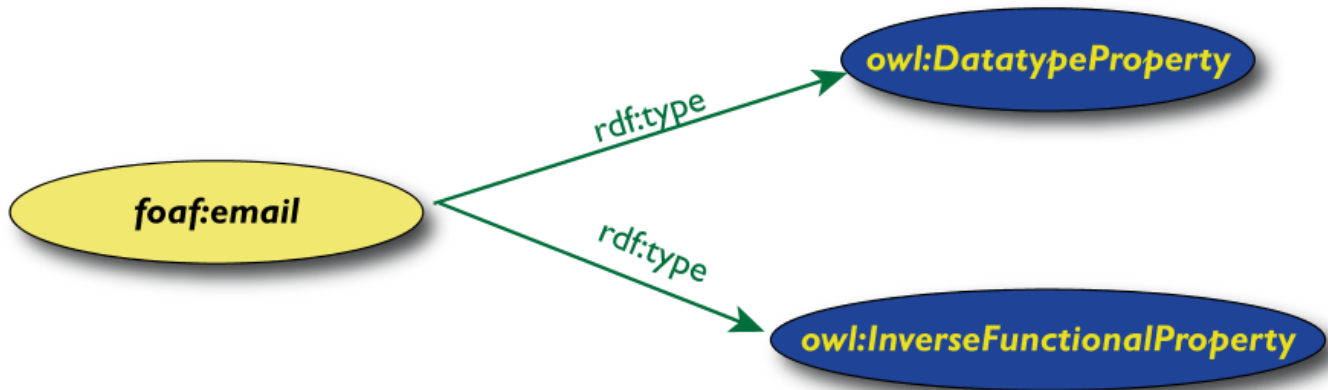 owl:DatatypeProperty
rdf:type
foaf:email
rdf:type
owl:InverseFunctionalProperty